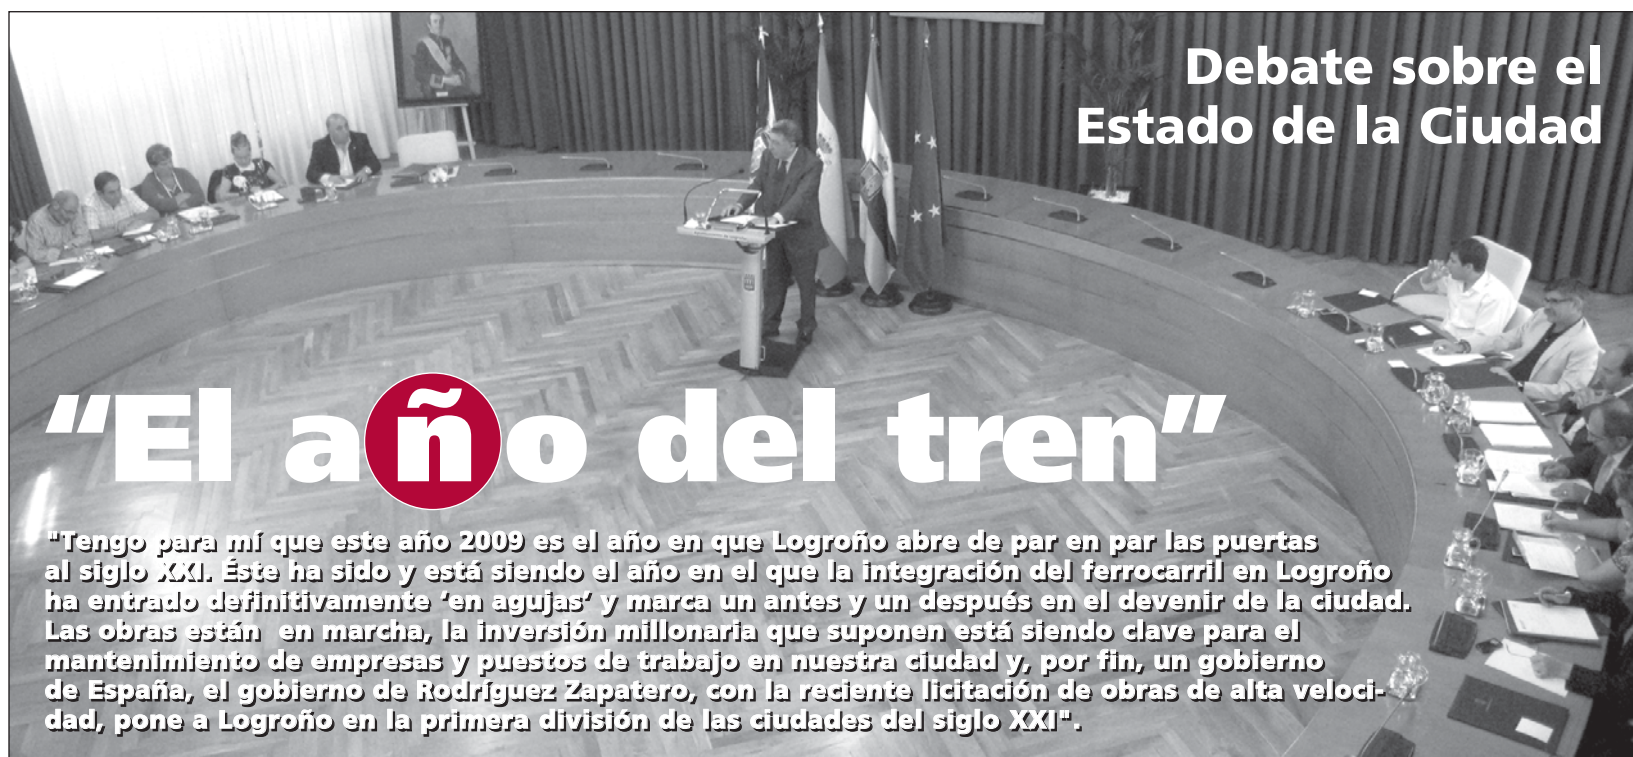 Debate sobre el
Estado de la Ciudad
“El año del tren”
"Tengo para mí que este año 2009 es el año en que Logroño abre de par en par las puertas
al siglo XXI. Éste ha sido y está siendo el año en el que la integración del ferrocarril en Logroño
ha entrado definitivamente ‘en agujas’ y marca un antes y un después en el devenir de la ciudad.
Las obras están  en marcha, la inversión millonaria que suponen está siendo clave para el
mantenimiento de empresas y puestos de trabajo en nuestra ciudad y, por fin, un gobierno
de España, el gobierno de Rodríguez Zapatero, con la reciente licitación de obras de alta veloci-
dad, pone a Logroño en la primera división de las ciudades del siglo XXI".